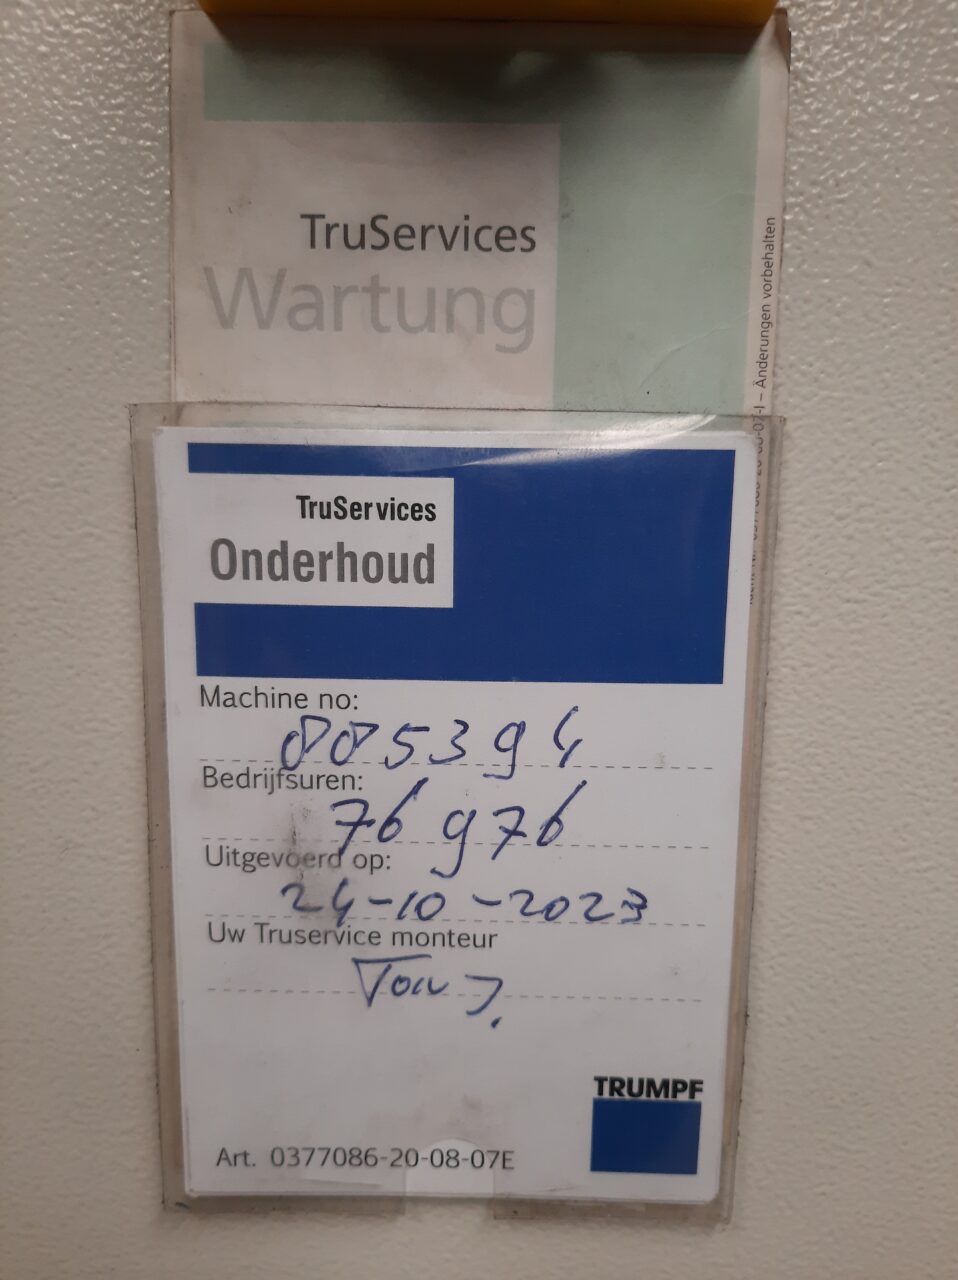 TruServices
Wartung
– Änderungen vorbehalten
TruServices
Onderhoud
Machine no:
0085394
Bedrijfsuren:
76976
Uitgevoerd op:
24-10-2023
Uw Truservice monteur
Ton J.
TRUMPF
Art. 0377086-20-08-07E